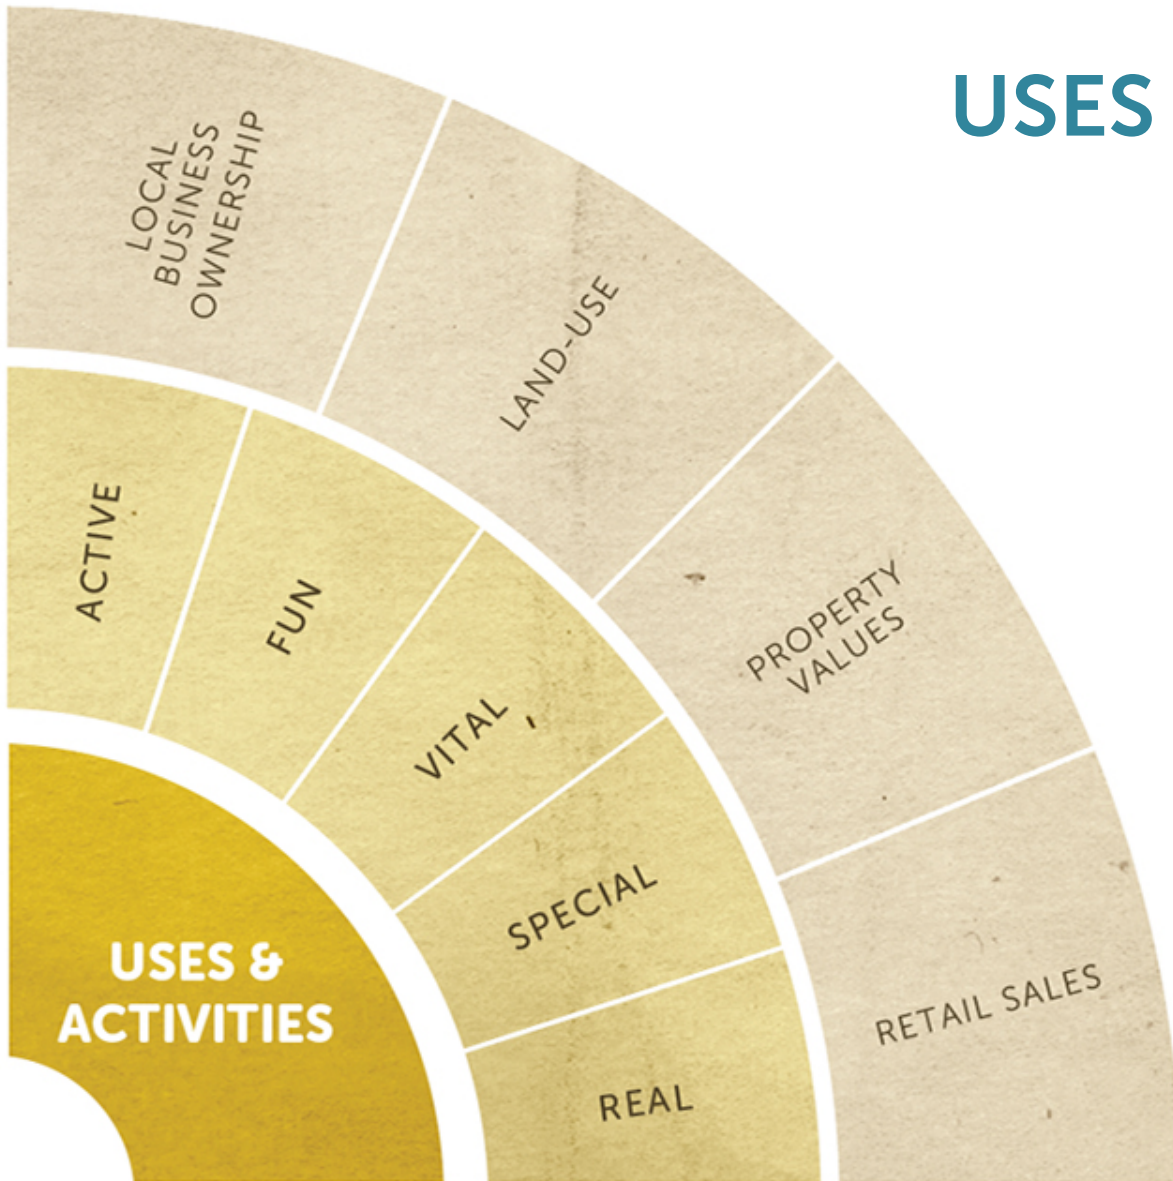 USES
LOCAL
BUSINESS
OWNERSHIP
LAND-USE
PROPERTY
VALUES
RETAIL SALES
ACTIVE
FUN
VITAL
SPECIAL
REAL
USES &
ACTIVITIES